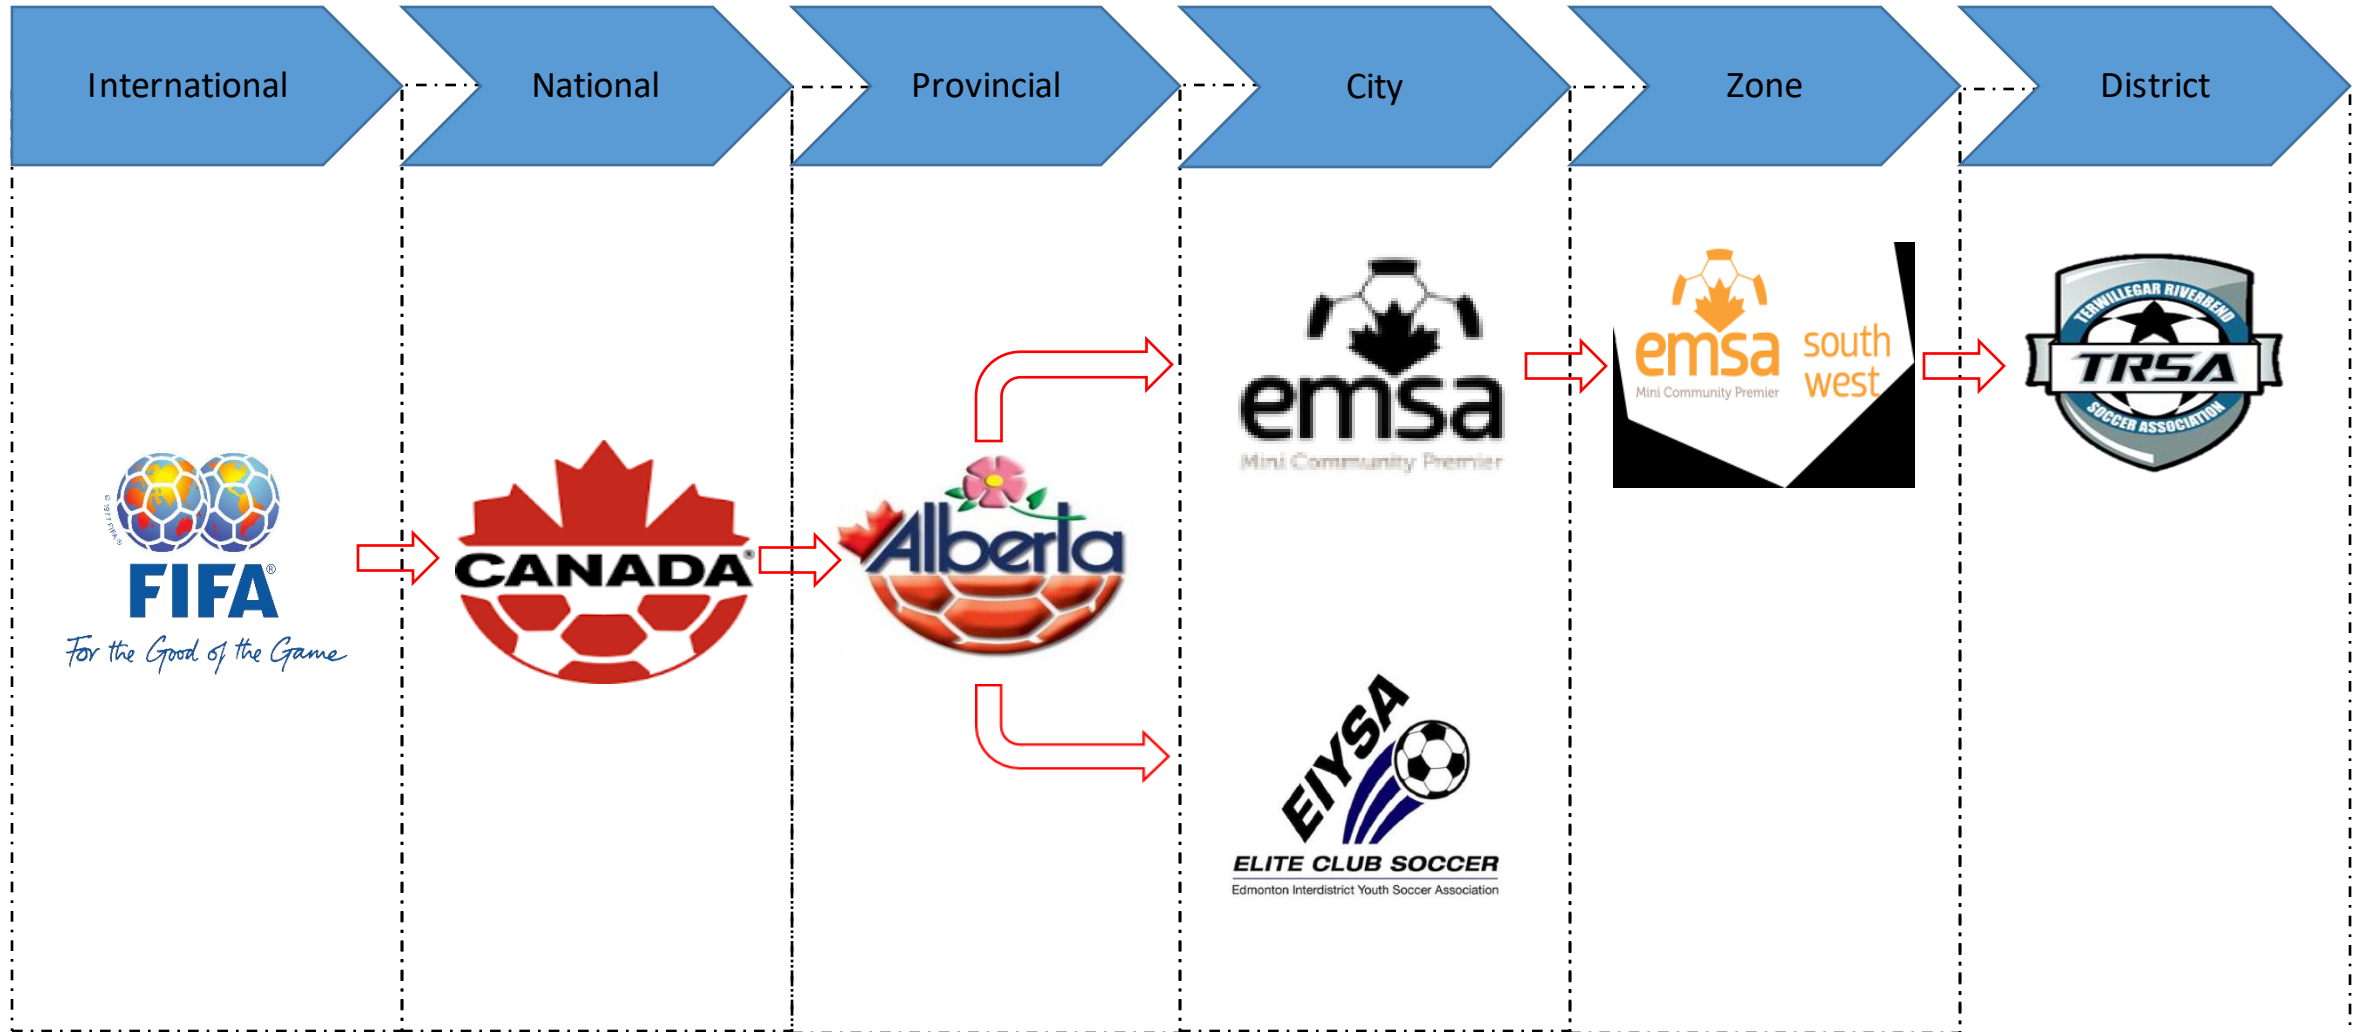 International
National
Provincial
City
Zone
District
© 1977 FIFA ®
FIFA®
For the Good of the Game
CANADA®
Alberta
emsa
Mini Community Premier
EIYSA
ELITE CLUB SOCCER
Edmonton Interdistrict Youth Soccer Association
emsa
Mini Community Premier
south
west
TERWILLEGAR RIVERBEND
TRSA
SOCCER ASSOCIATION